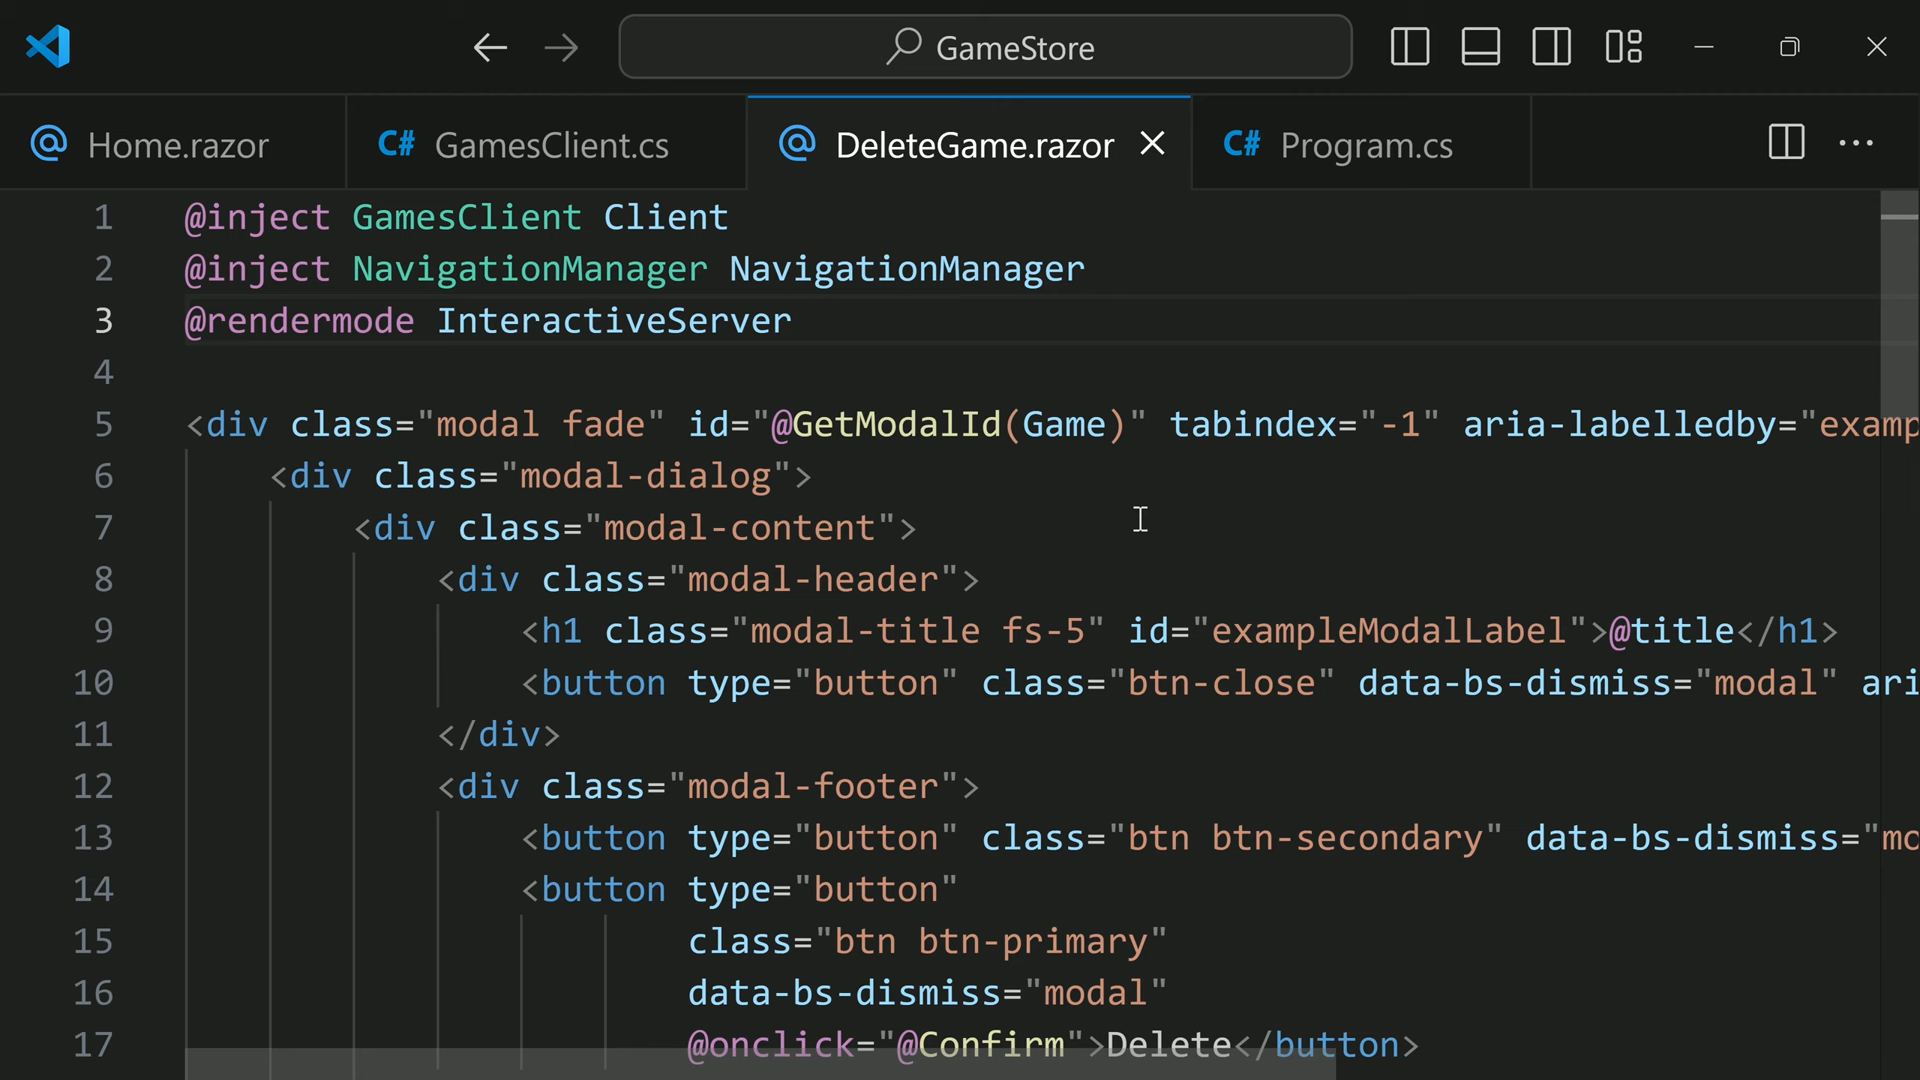 GameStore
Home.razor
C# GamesClient.cs
@ DeleteGame.razor
C# Program.cs
1 @inject GamesClient Client
2 @inject NavigationManager NavigationManager
3 @rendermode InteractiveServer
4
5 <div class="modal fade" id="@GetModalId(Game)" tabindex="-1" aria-labelledby="examp
6 <div class="modal-dialog">
7 <div class="modal-content">
8 <div class="modal-header">
9 <h1 class="modal-title fs-5" id="exampleModalLabel">@title</h1>
10 <button type="button" class="btn-close" data-bs-dismiss="modal" ari
11 </div>
12 <div class="modal-footer">
13 <button type="button" class="btn btn-secondary" data-bs-dismiss="mo
14 <button type="button"
15 class="btn btn-primary"
16 data-bs-dismiss="modal"
17 @onclick="@Confirm">Delete</button>